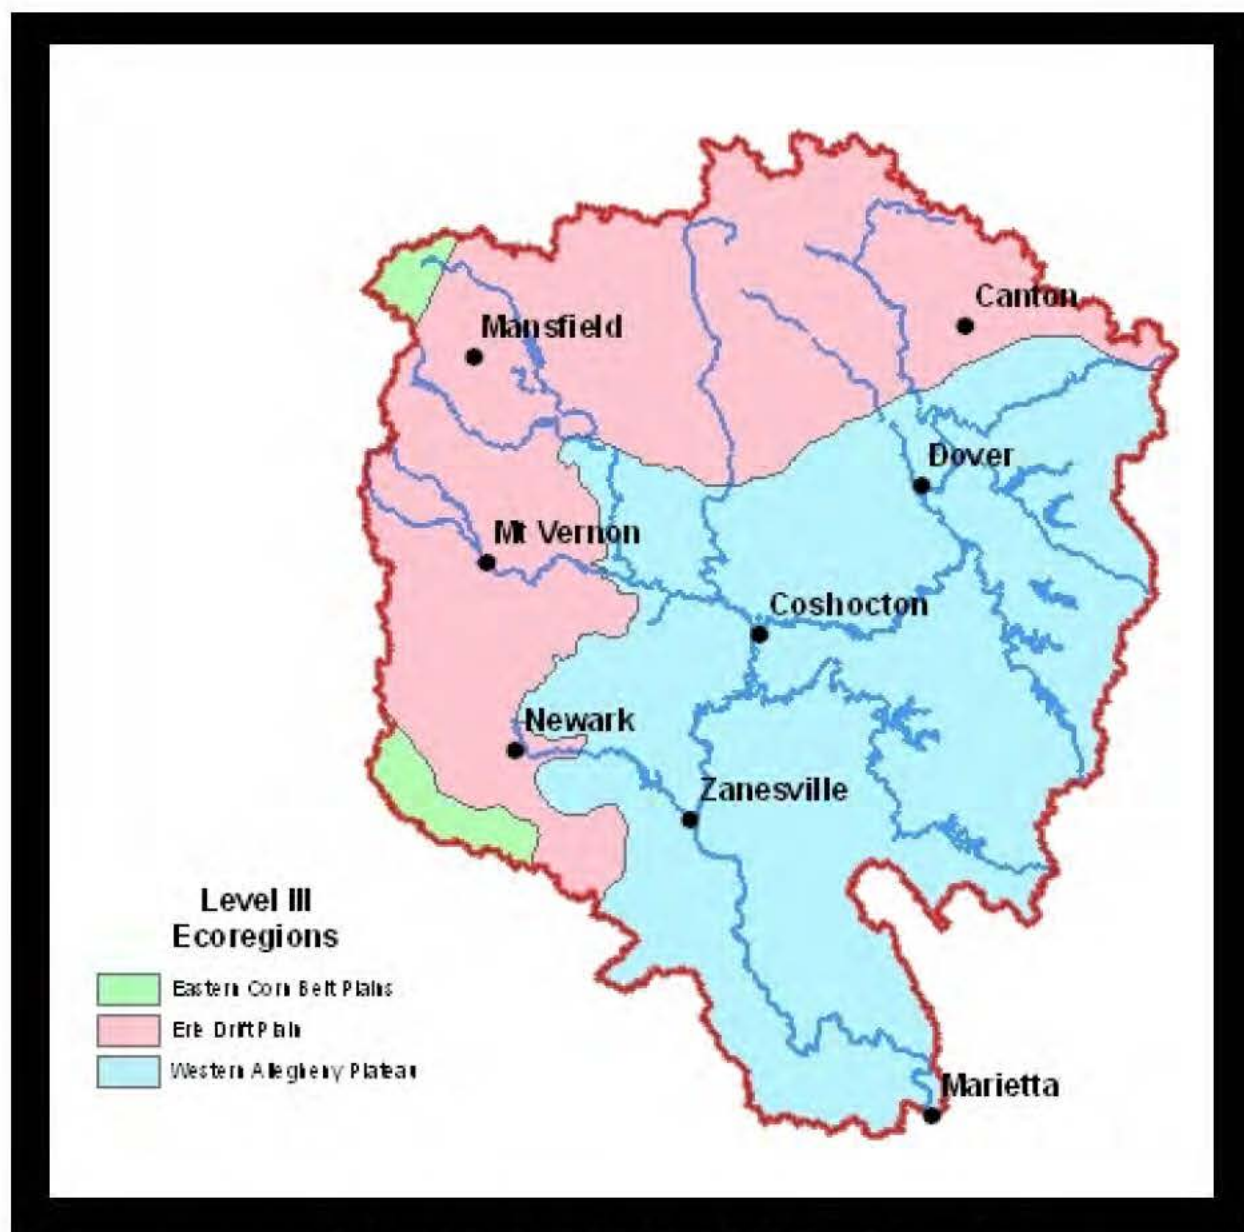 Canton
Mansfield
Dover
Mt Vernon
Coshocton
Newark
Zanesville
Level III
Ecoregions
Eastern Corn Belt Plains
Erie Drift Plain
Western Allegheny Plateau
Marietta